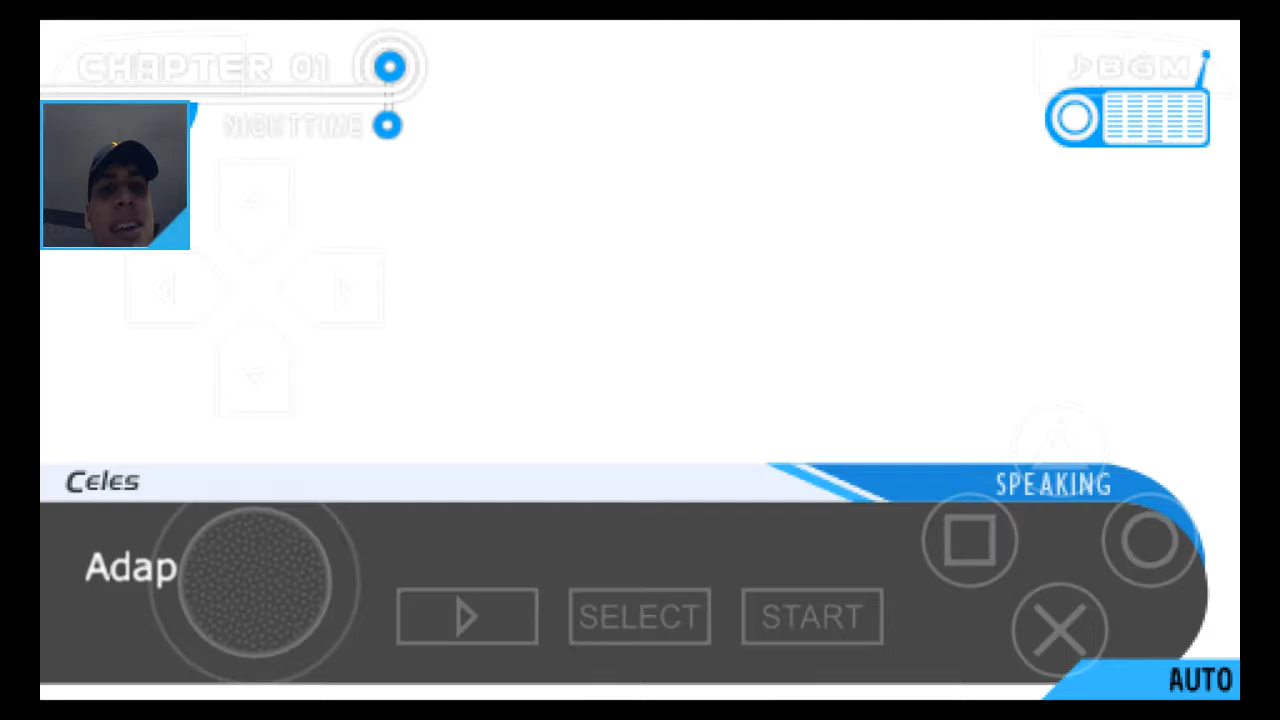 CHAPTER 01
BGM
NIGHTTIME
Celes
SPEAKING
Adap
SELECT
START
AUTO